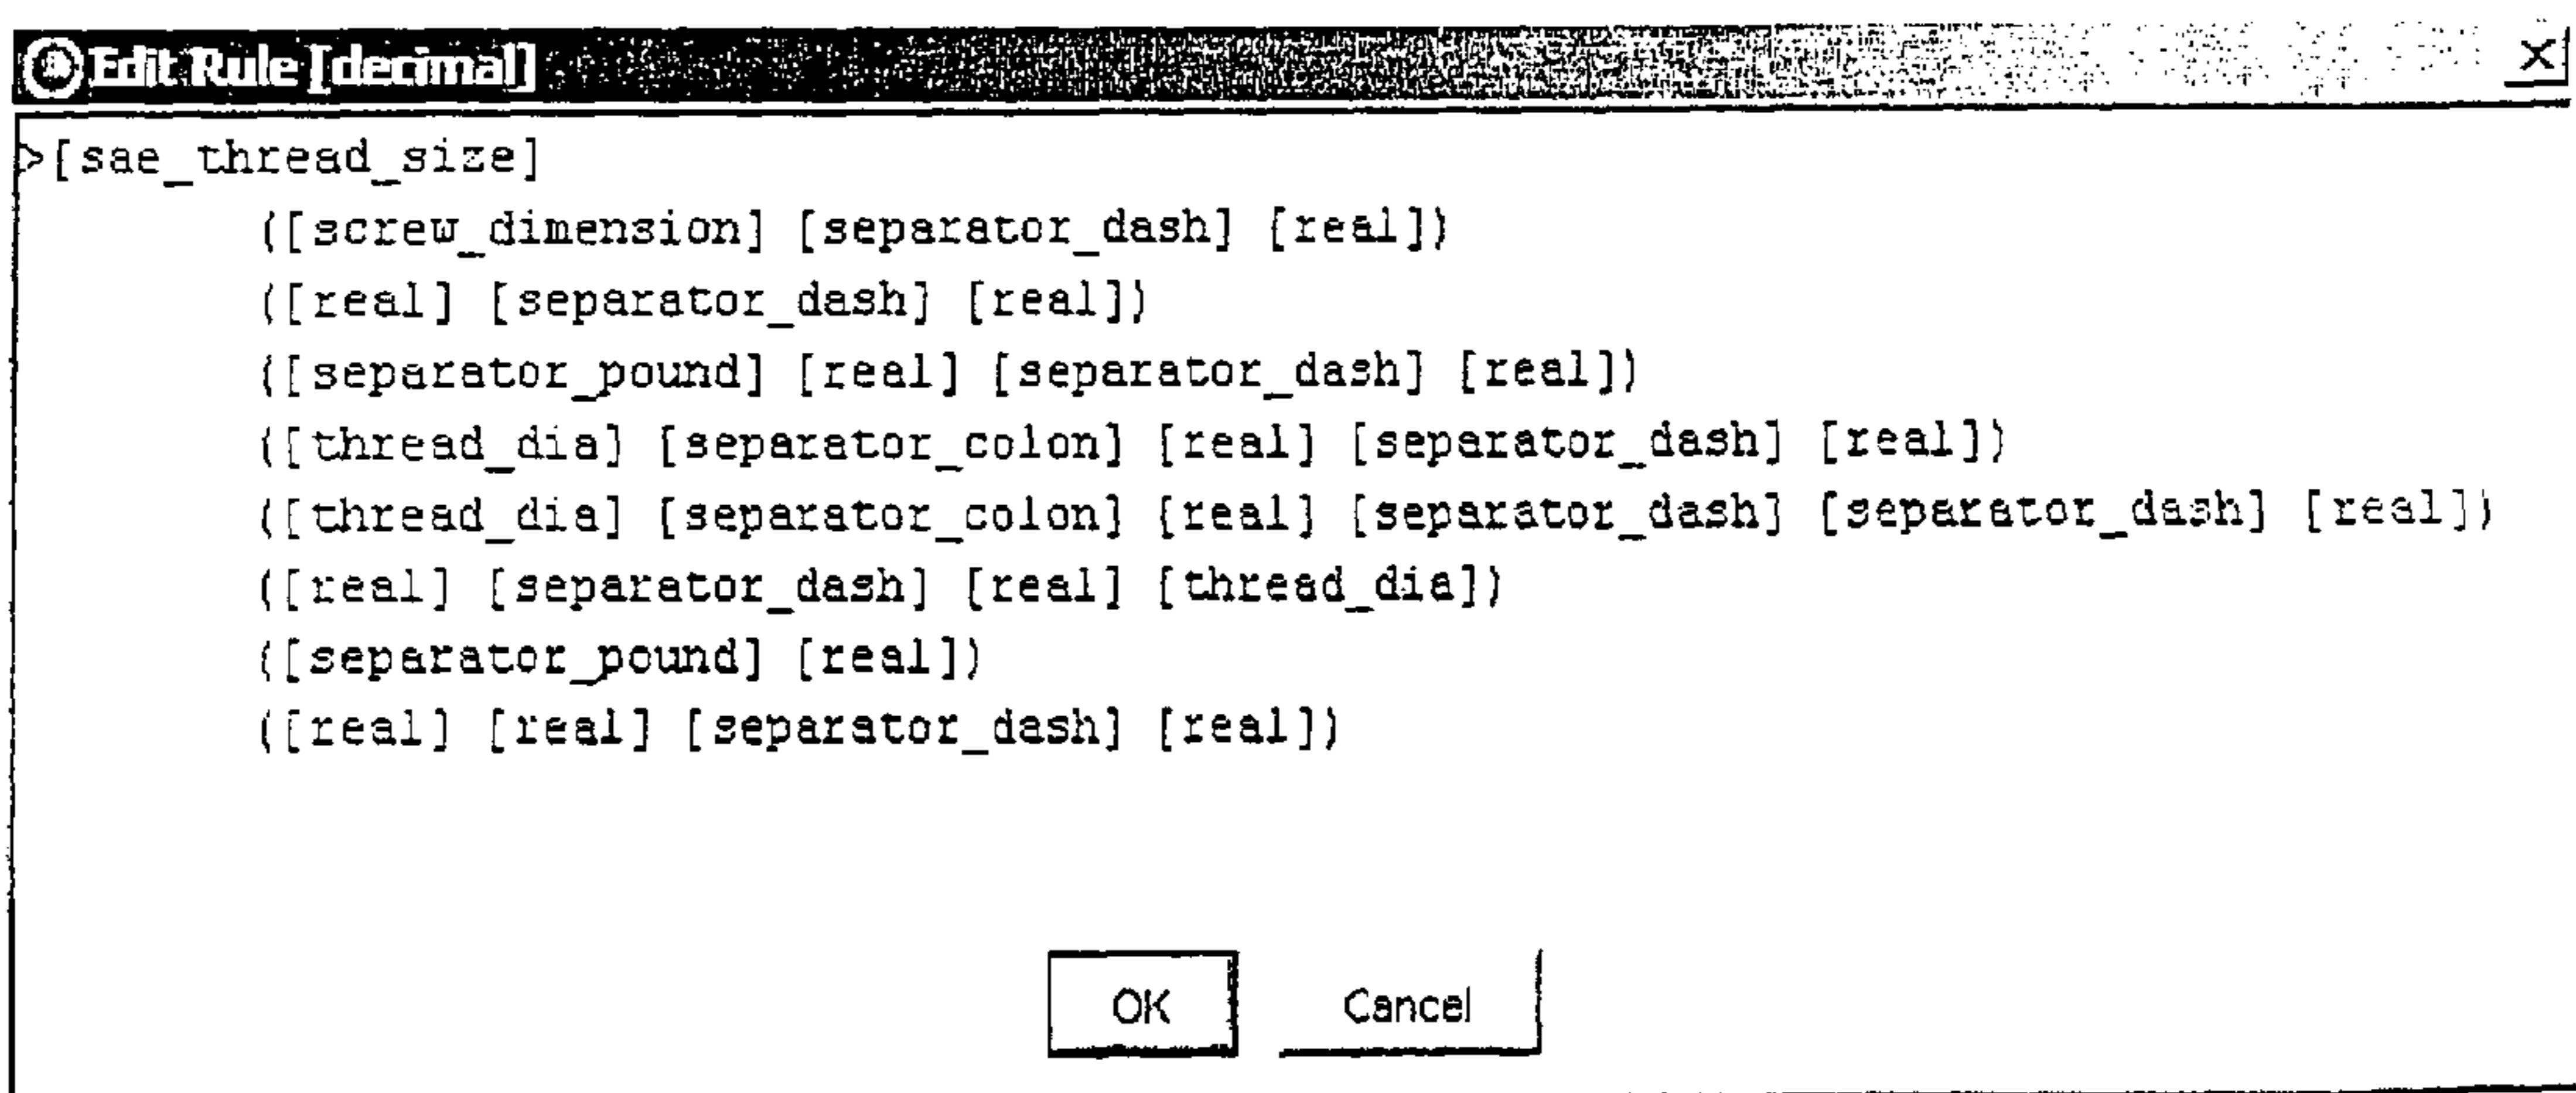 Edit Rule [decimal]
>[sae_thread_size]
([screw_dimension] [separator_dash] [real])
([real] [separator_dash] [real])
([separator_pound] [real] [separator_dash] [real])
([thread_dia] [separator_colon] [real] [separator_dash] [real])
([thread_dia] [separator_colon] [real] [separator_dash] [separator_dash] [real])
([real] [separator_dash] [real] [thread_dia])
([separator_pound] [real])
([real] [real] [separator_dash] [real])
OK Cancel